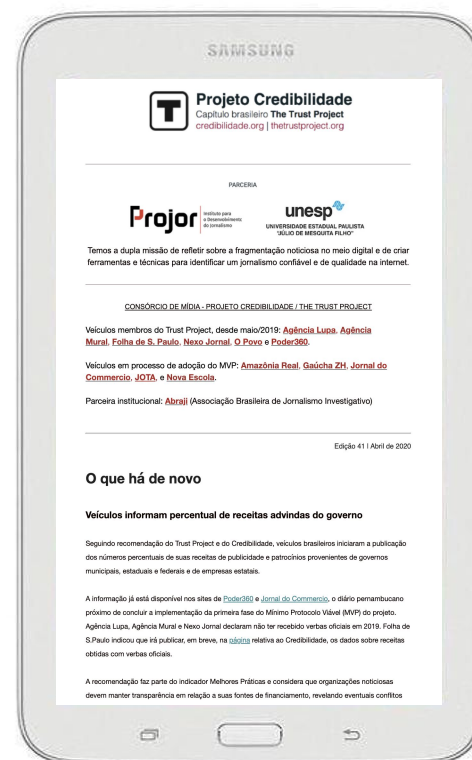 SAMSUNG
T
Projeto Credibilidade
Capítulo brasileiro The Trust Project
credibilidade.org | thetrustproject.org
PARCERIA
Projor
Instituto para
o Desenvolvimento
do Jornalismo
unesp
UNIVERSIDADE ESTADUAL PAULISTA
"JÚLIO DE MESQUITA FILHO"
Temos a dupla missão de refletir sobre a fragmentação noticiosa no meio digital e de criar
ferramentas e técnicas para identificar um jornalismo confiável e de qualidade na internet.
CONSÓRCIO DE MÍDIA - PROJETO CREDIBILIDADE / THE TRUST PROJECT
Veículos membros do Trust Project, desde maio/2019: Agência Lupa, Agência
Mural, Folha de S. Paulo, Nexo Jornal, O Povo e Poder360.
Veículos em processo de adoção do MVP: Amazônia Real, Gaúcha ZH, Jornal do
Commercio, JOTA, e Nova Escola.
Parceira institucional: Abraji (Associação Brasileira de Jornalismo Investigativo)
Edição 41 | Abril de 2020
O que há de novo
Veículos informam percentual de receitas advindas do governo
Seguindo recomendação do Trust Project e do Credibilidade, veículos brasileiros iniciaram a publicação
dos números percentuais de suas receitas de publicidade e patrocínios provenientes de governos
municipais, estaduais e federais e de empresas estatais.
A informação já está disponível nos sites de Poder360 e Jornal do Commercio, o diário pernambucano
próximo de concluir a implementação da primeira fase do Mínimo Protocolo Viável (MVP) do projeto.
Agência Lupa, Agência Mural e Nexo Jornal declaram não ter recebido verbas oficiais em 2019. Folha de
S.Paulo indicou que irá publicar, em breve, na página relativa ao Credibilidade, os dados sobre receitas
obtidas com verbas oficiais.
A recomendação faz parte do indicador Melhores Práticas e considera que organizações noticiosas
devem manter transparência em relação a suas fontes de financiamento, revelando eventuais conflitos